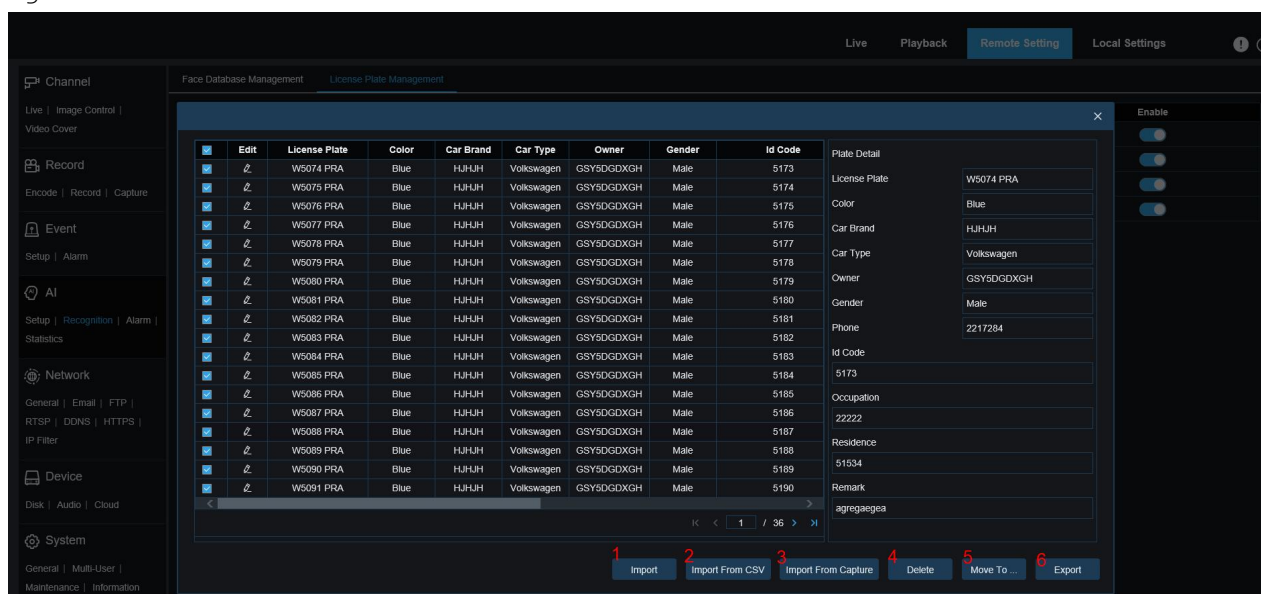 Live Playback Remote Setting Local Settings
Channel
Live | Image Control |
Video Cover
Record
Encode | Record | Capture
Event
Setup | Alarm
AI
Setup | Recognition | Alarm |
Statistics
Network
General | Email | FTP |
RTSP | DDNS | HTTPS |
IP Filter
Device
Disk | Audio | Cloud
System
General | Multi-User |
Maintenance | Information
Face Database Management License Plate Management
Enable
Edit License Plate Color Car Brand Car Type Owner Gender Id Code
W5074 PRA Blue HJHJH Volkswagen GSY5DGDXGH Male 5173
W5075 PRA Blue HJHJH Volkswagen GSY5DGDXGH Male 5174
W5076 PRA Blue HJHJH Volkswagen GSY5DGDXGH Male 5175
W5077 PRA Blue HJHJH Volkswagen GSY5DGDXGH Male 5176
W5078 PRA Blue HJHJH Volkswagen GSY5DGDXGH Male 5177
W5079 PRA Blue HJHJH Volkswagen GSY5DGDXGH Male 5178
W5080 PRA Blue HJHJH Volkswagen GSY5DGDXGH Male 5179
W5081 PRA Blue HJHJH Volkswagen GSY5DGDXGH Male 5180
W5082 PRA Blue HJHJH Volkswagen GSY5DGDXGH Male 5181
W5083 PRA Blue HJHJH Volkswagen GSY5DGDXGH Male 5182
W5084 PRA Blue HJHJH Volkswagen GSY5DGDXGH Male 5183
W5085 PRA Blue HJHJH Volkswagen GSY5DGDXGH Male 5184
W5086 PRA Blue HJHJH Volkswagen GSY5DGDXGH Male 5185
W5087 PRA Blue HJHJH Volkswagen GSY5DGDXGH Male 5186
W5088 PRA Blue HJHJH Volkswagen GSY5DGDXGH Male 5187
W5089 PRA Blue HJHJH Volkswagen GSY5DGDXGH Male 5188
W5090 PRA Blue HJHJH Volkswagen GSY5DGDXGH Male 5189
W5091 PRA Blue HJHJH Volkswagen GSY5DGDXGH Male 5190
1 / 36
Plate Detail
License Plate W5074 PRA
Color Blue
Car Brand HJHJH
Car Type Volkswagen
Owner GSY5DGDXGH
Gender Male
Phone 2217284
Id Code
5173
Occupation
22222
Residence
51534
Remark
agregaegea
1 2 3 4 5 6
Import Import From CSV Import From Capture Delete Move To ... Export